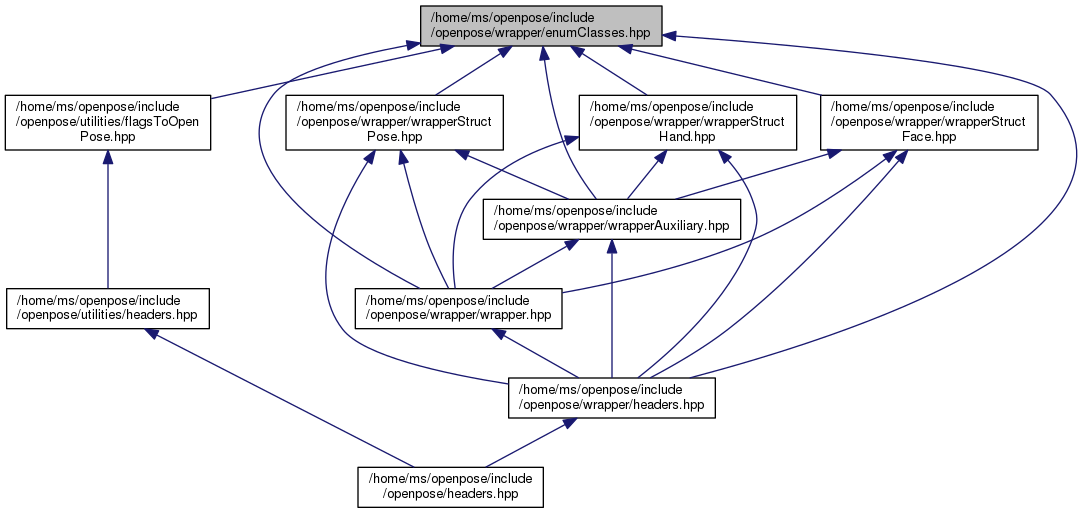 /home/ms/openpose/include
/openpose/wrapper/enumClasses.hpp
/home/ms/openpose/include
/openpose/utilities/flagsToOpen
Pose.hpp
/home/ms/openpose/include
/openpose/wrapper/wrapperStruct
Pose.hpp
/home/ms/openpose/include
/openpose/wrapper/wrapperStruct
Hand.hpp
/home/ms/openpose/include
/openpose/wrapper/wrapperStruct
Face.hpp
/home/ms/openpose/include
/openpose/wrapper/wrapperAuxiliary.hpp
/home/ms/openpose/include
/openpose/utilities/headers.hpp
/home/ms/openpose/include
/openpose/wrapper/wrapper.hpp
/home/ms/openpose/include
/openpose/wrapper/headers.hpp
/home/ms/openpose/include
/openpose/headers.hpp